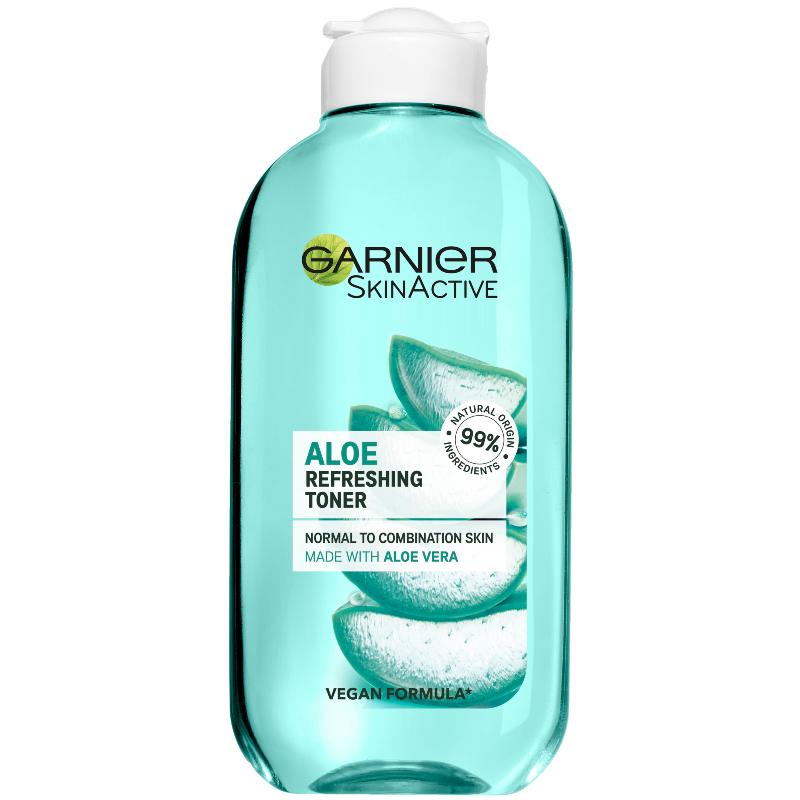 GARNIER
SKINACTIVE
NATURAL ORIGIN
99%
INGREDIENTS
ALOE
REFRESHING
TONER
NORMAL TO COMBINATION SKIN
MADE WITH ALOE VERA
VEGAN FORMULA*